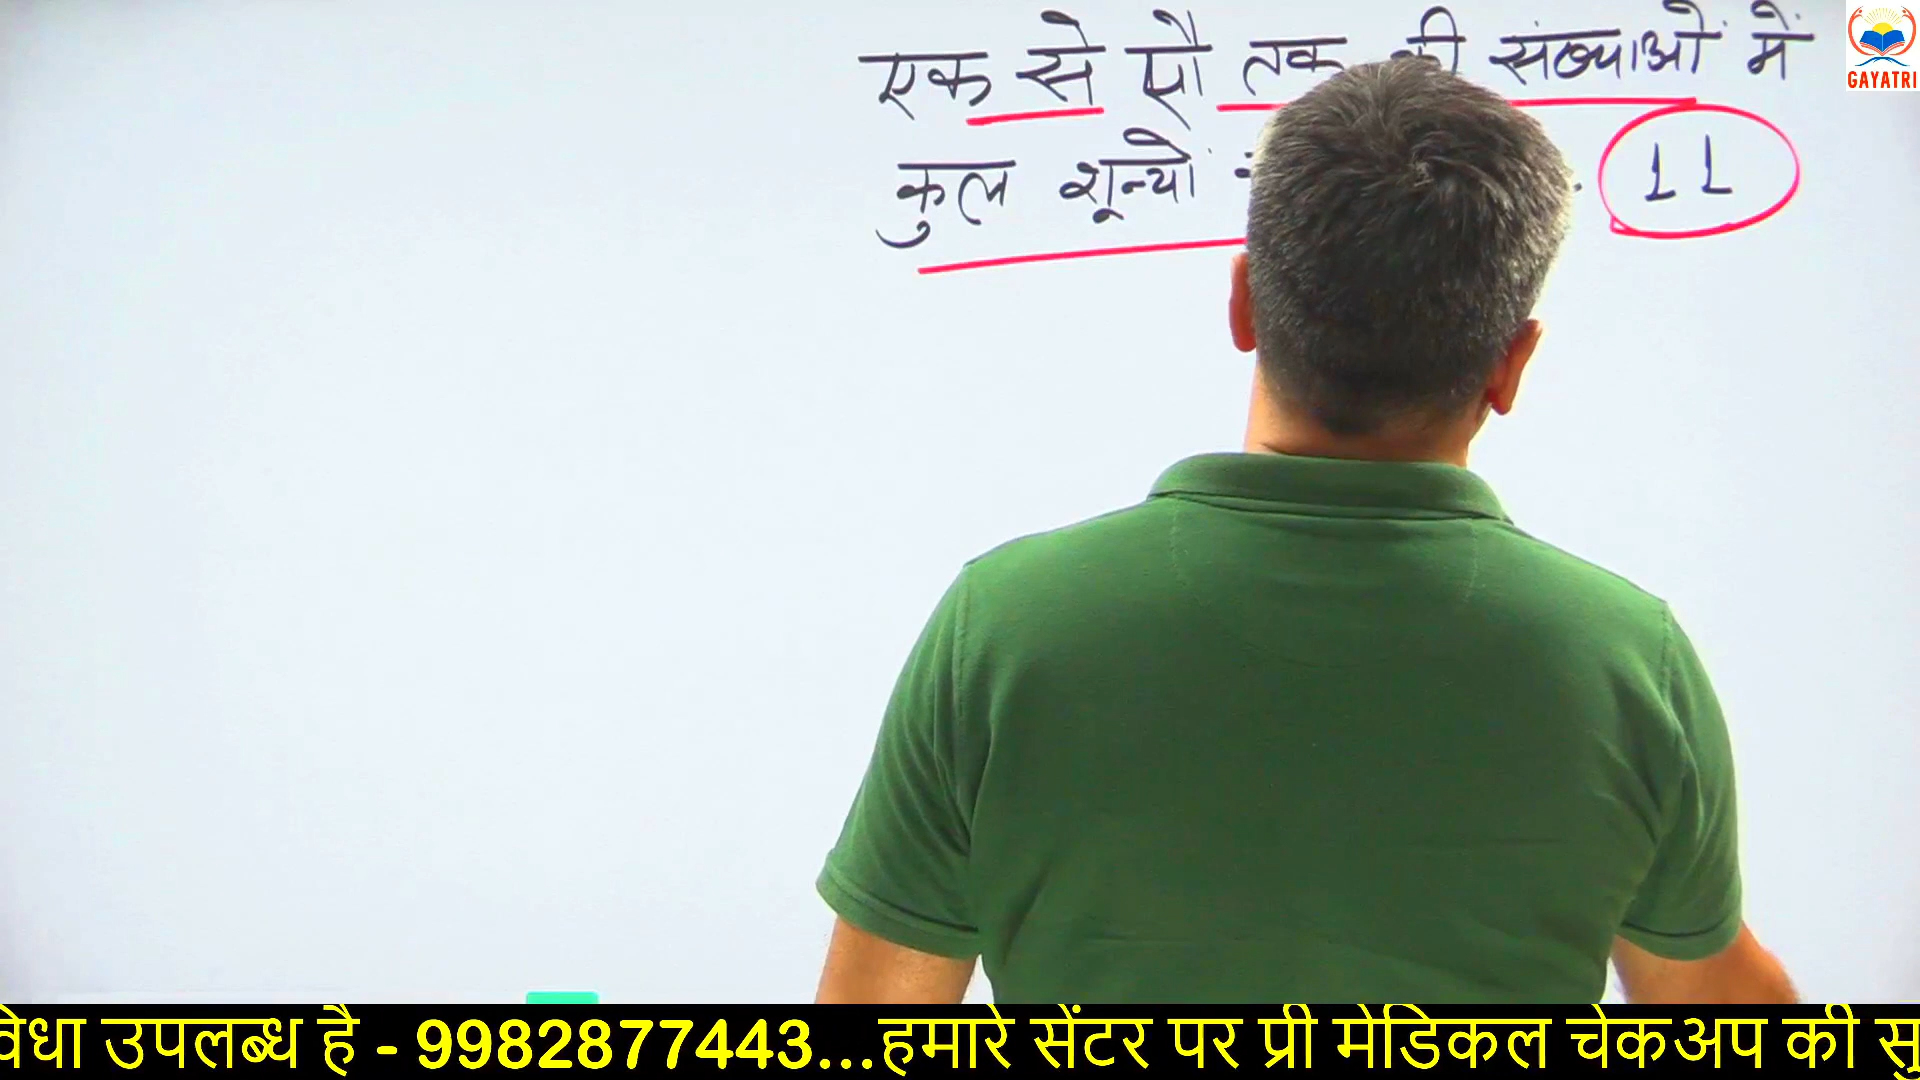 एक से सौ तक की संख्याओं में
GAYATRI
कुल शून्यों 11
विधा उपलब्ध है - 9982877443...हमारे सेंटर पर प्री मेडिकल चेकअप की सु